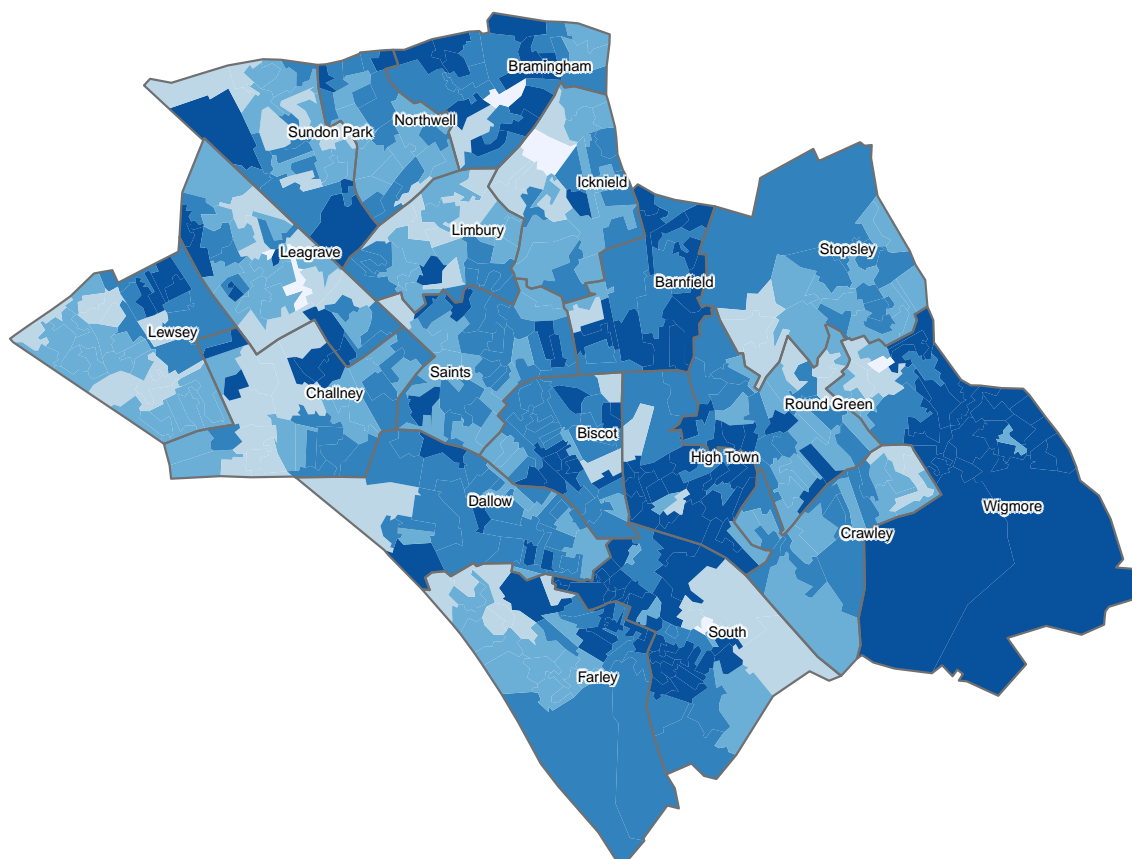 Bramingham
Northwell
Sundon Park
Icknield
Limbury
Leagrave
Stopsley
Barnfield
Lewsey
Saints
Challney
Round Green
Biscot
High Town
Dallow
Wigmore
Crawley
South
Farley